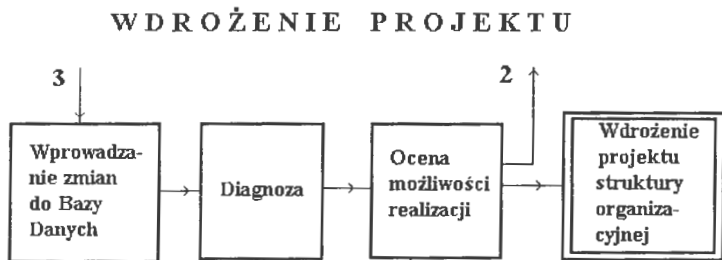 WDROŻENIE PROJEKTU
3
2
Wprowadza-
nie zmian
do Bazy
Danych
Diagnoza
Ocena
możliwości
realizacji
Wdrożenie
projektu
struktury
organiza-
cyjnej